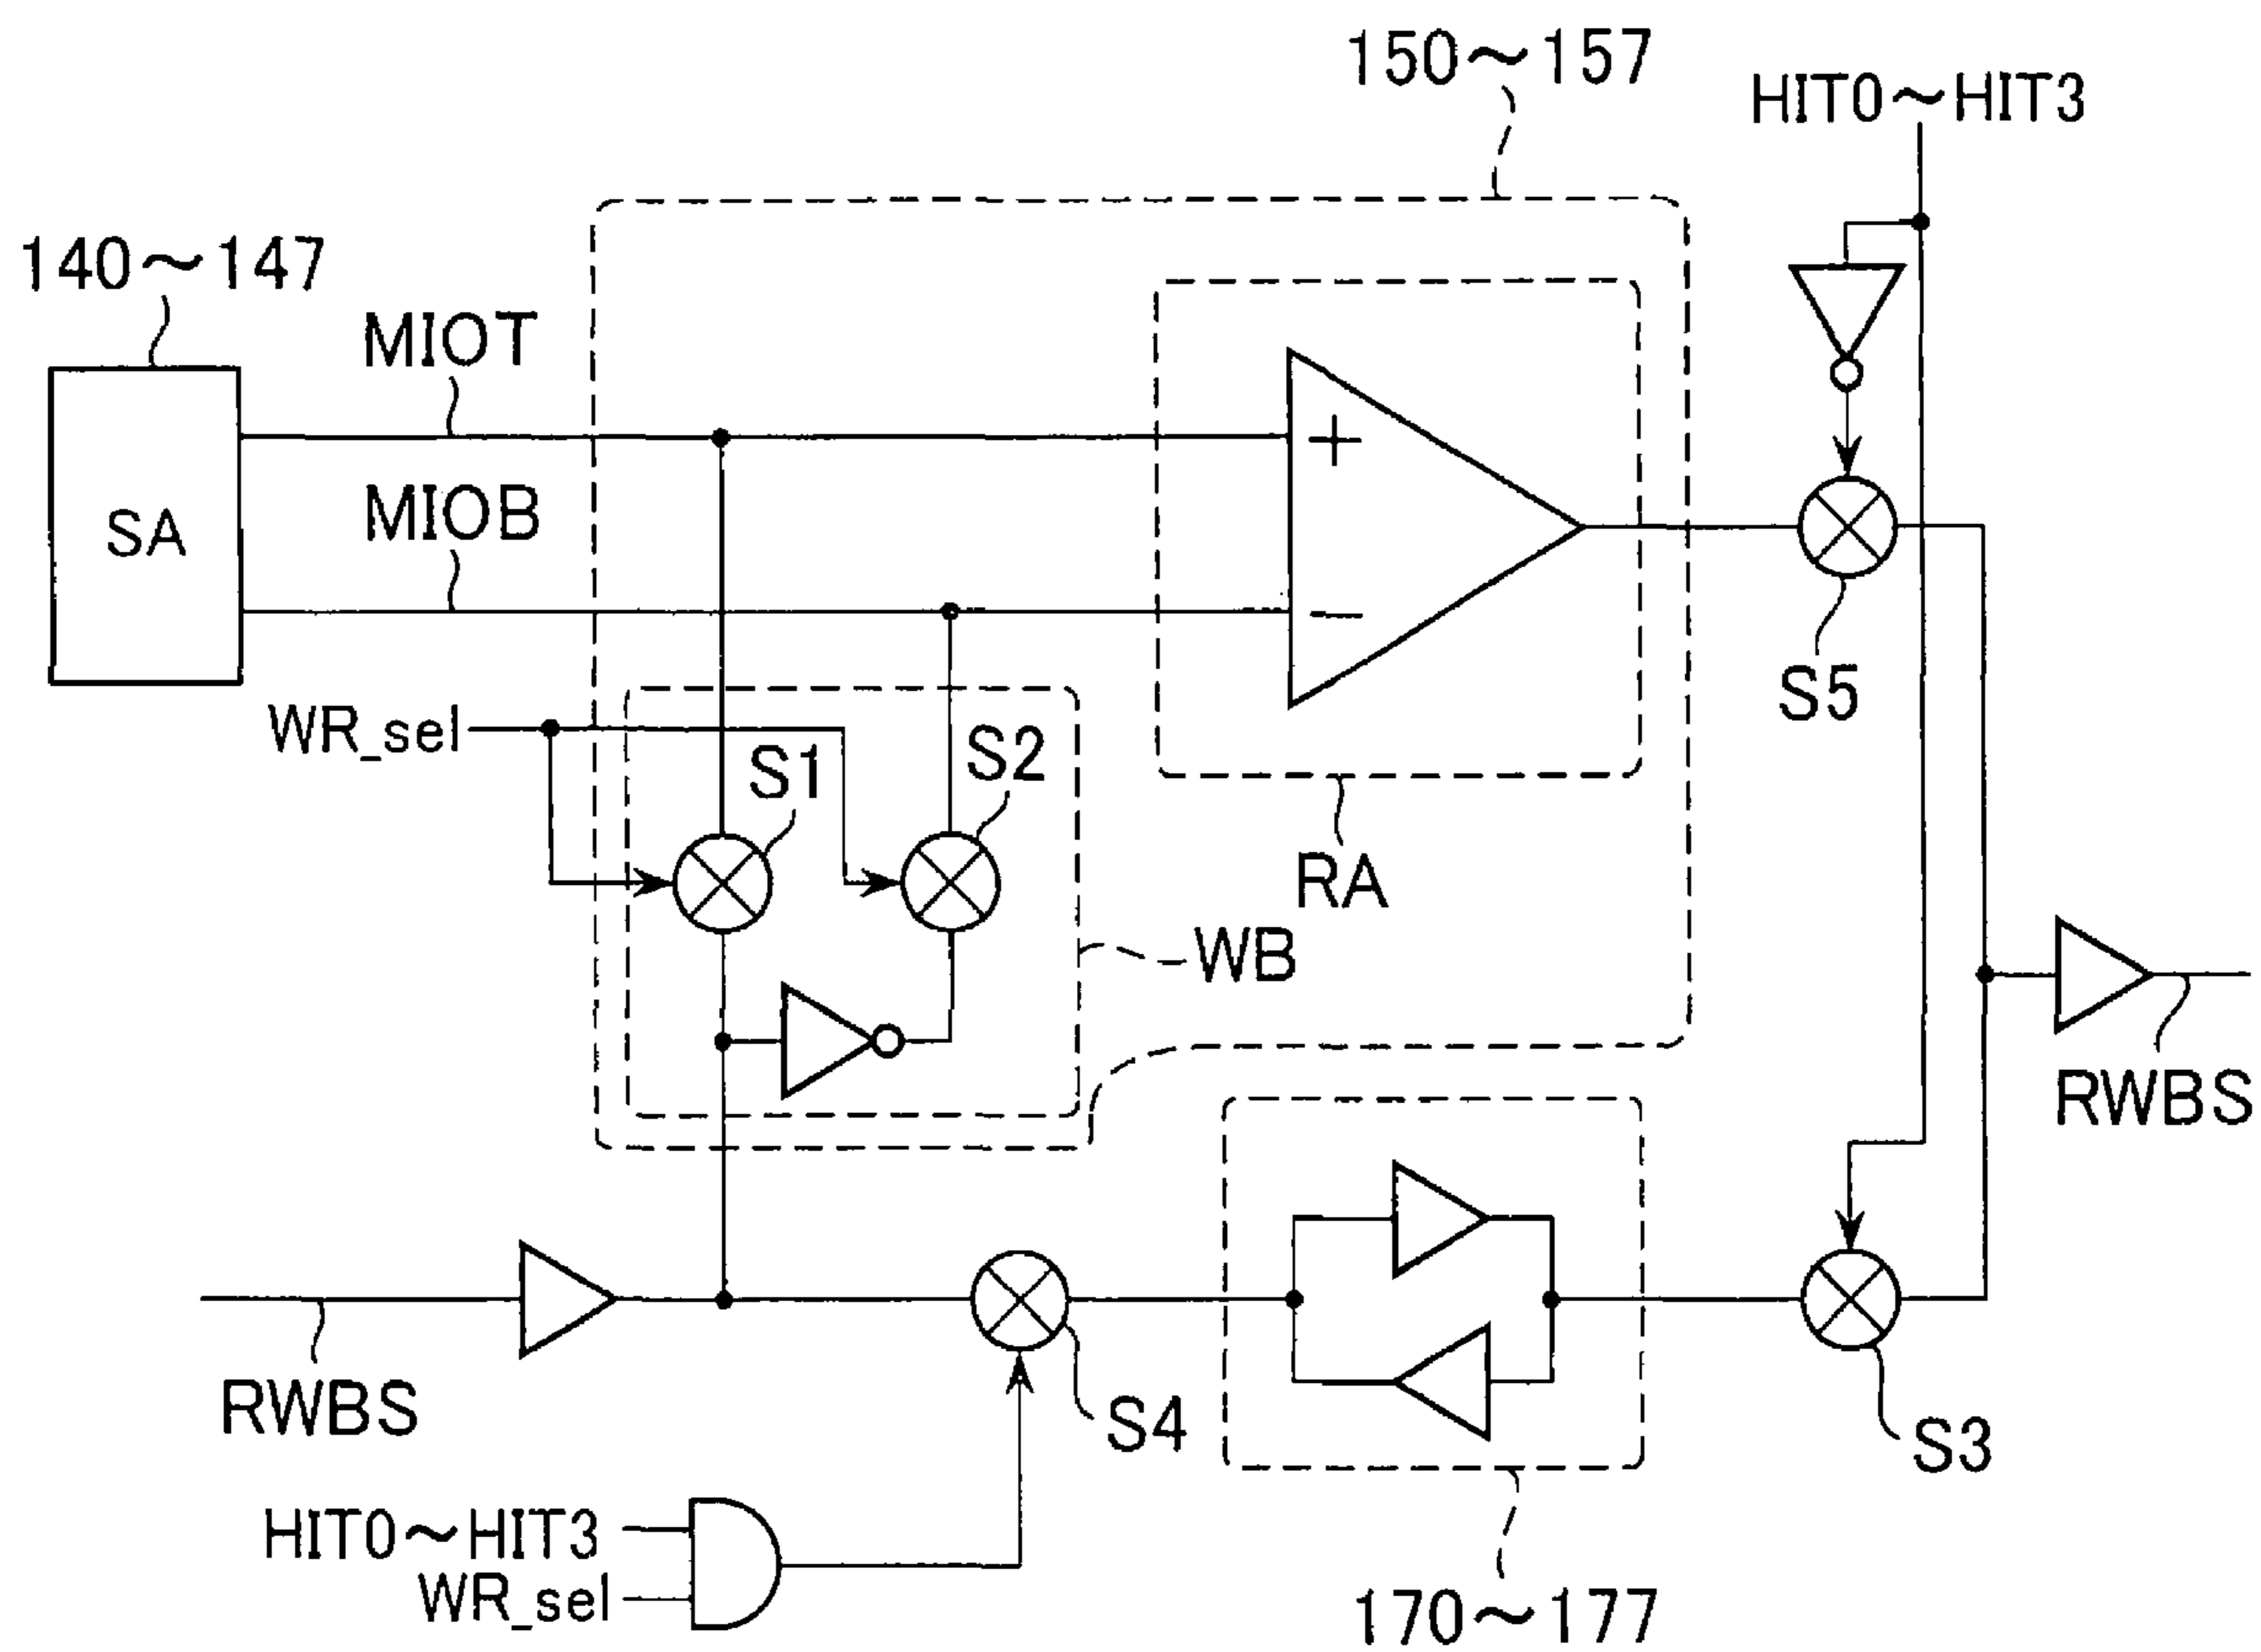 150～157
HIT0～HIT3
140～147
MIOT
MIOB
SA
+
−
S5
WR_sel
S1
S2
RA
WB
RWBS
RWBS
S4
S3
HIT0～HIT3
WR_sel
170～177